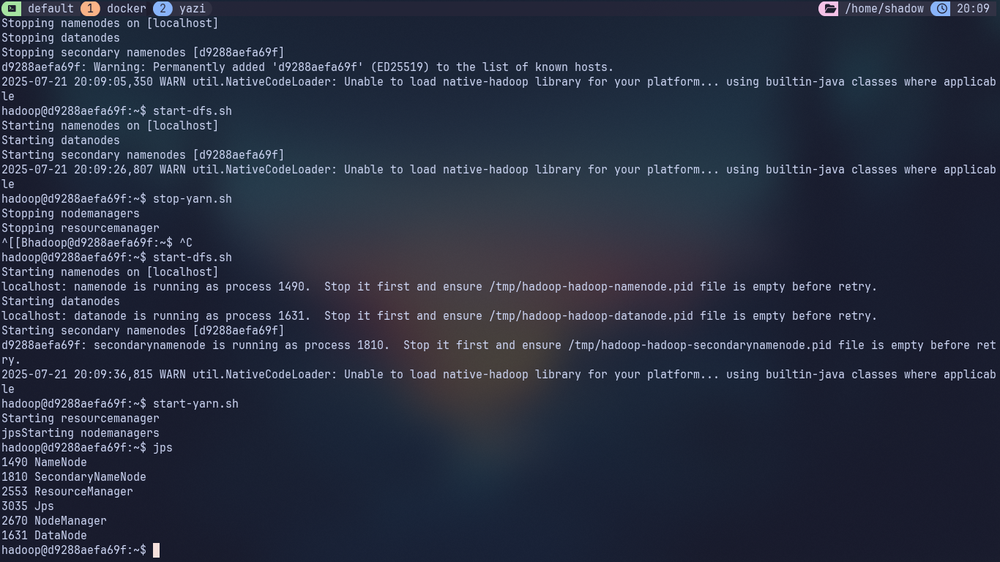 default 1 docker 2 yazi /home/shadow 20:09
Stopping namenodes on [localhost]
Stopping datanodes
Stopping secondary namenodes [d9288aefa69f]
d9288aefa69f: Warning: Permanently added 'd9288aefa69f' (ED25519) to the list of known hosts.
2025-07-21 20:09:05,350 WARN util.NativeCodeLoader: Unable to load native-hadoop library for your platform... using builtin-java classes where applicab
le
hadoop@d9288aefa69f:~$ start-dfs.sh
Starting namenodes on [localhost]
Starting datanodes
Starting secondary namenodes [d9288aefa69f]
2025-07-21 20:09:26,807 WARN util.NativeCodeLoader: Unable to load native-hadoop library for your platform... using builtin-java classes where applicab
le
hadoop@d9288aefa69f:~$ stop-yarn.sh
Stopping nodemanagers
Stopping resourcemanager
^[[Bhadoop@d9288aefa69f:~$ ^C
hadoop@d9288aefa69f:~$ start-dfs.sh
Starting namenodes on [localhost]
localhost: namenode is running as process 1490.  Stop it first and ensure /tmp/hadoop-hadoop-namenode.pid file is empty before retry.
Starting datanodes
localhost: datanode is running as process 1631.  Stop it first and ensure /tmp/hadoop-hadoop-datanode.pid file is empty before retry.
Starting secondary namenodes [d9288aefa69f]
d9288aefa69f: secondarynamenode is running as process 1810.  Stop it first and ensure /tmp/hadoop-hadoop-secondarynamenode.pid file is empty before ret
ry.
2025-07-21 20:09:36,815 WARN util.NativeCodeLoader: Unable to load native-hadoop library for your platform... using builtin-java classes where applicab
le
hadoop@d9288aefa69f:~$ start-yarn.sh
Starting resourcemanager
jpsStarting nodemanagers
hadoop@d9288aefa69f:~$ jps
1490 NameNode
1810 SecondaryNameNode
2553 ResourceManager
3035 Jps
2670 NodeManager
1631 DataNode
hadoop@d9288aefa69f:~$